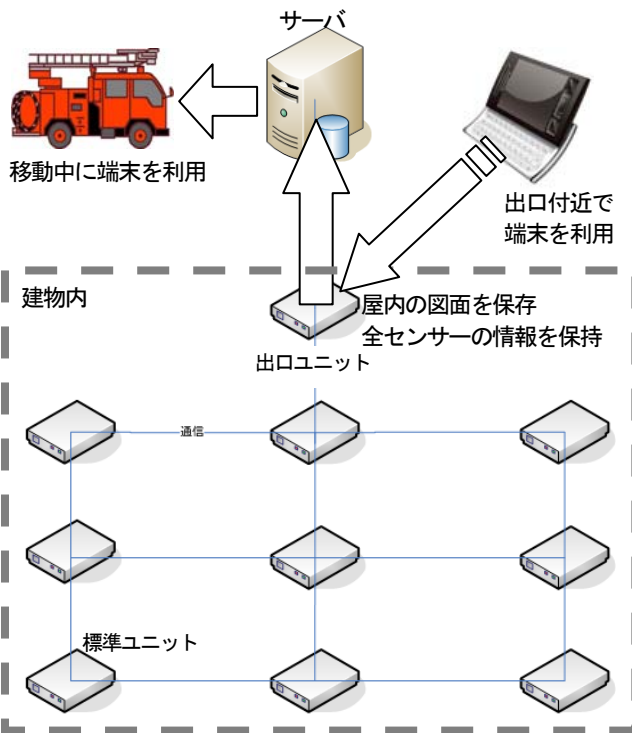 サーバ
移動中に端末を利用
出口付近で
端末を利用
建物内
屋内の図面を保存
全センサーの情報を保持
出口ユニット
通信
標準ユニット